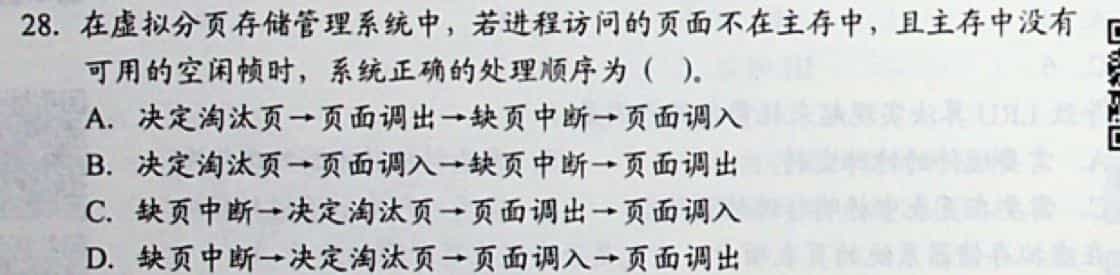 28. 在虚拟分页存储管理系统中，若进程访问的页面不在主存中，且主存中没有
可用的空闲帧时，系统正确的处理顺序为（ ）。
A. 决定淘汰页→页面调出→缺页中断→页面调入
B. 决定淘汰页→页面调入→缺页中断→页面调出
C. 缺页中断→决定淘汰页→页面调出→页面调入
D. 缺页中断→决定淘汰页→页面调入→页面调出